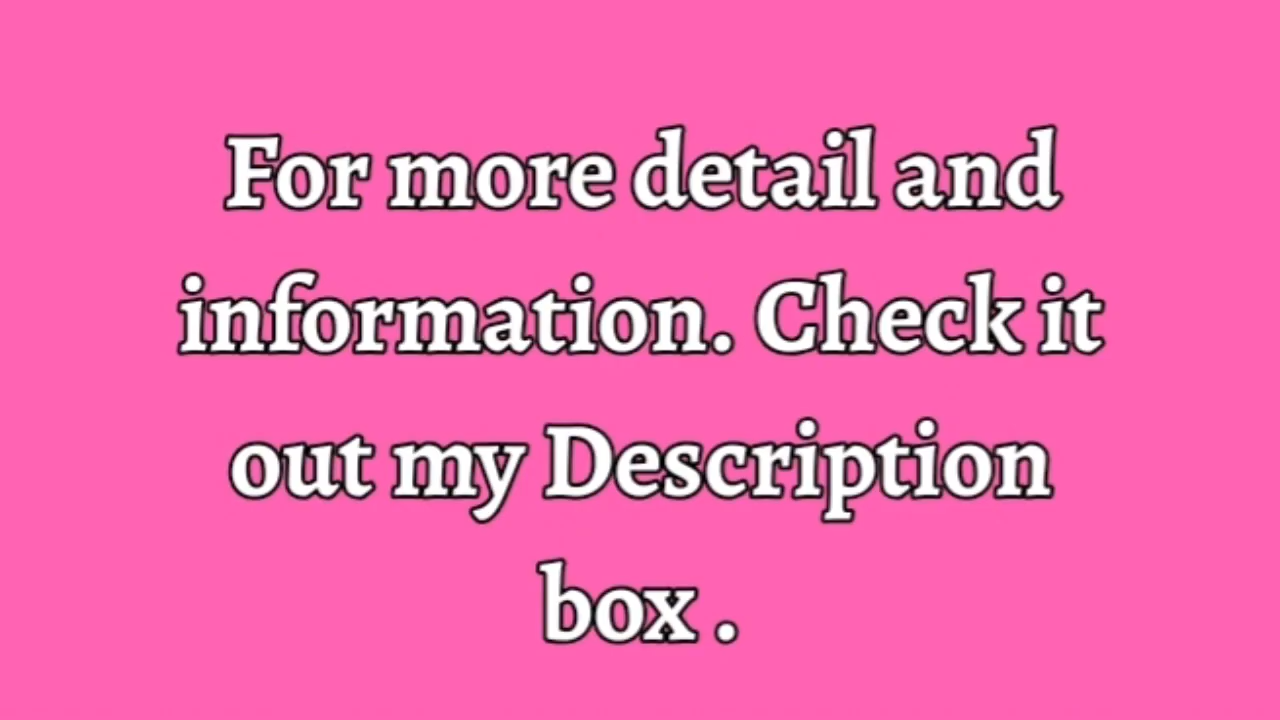 For more detail and
information. Check it
out my Description
box .